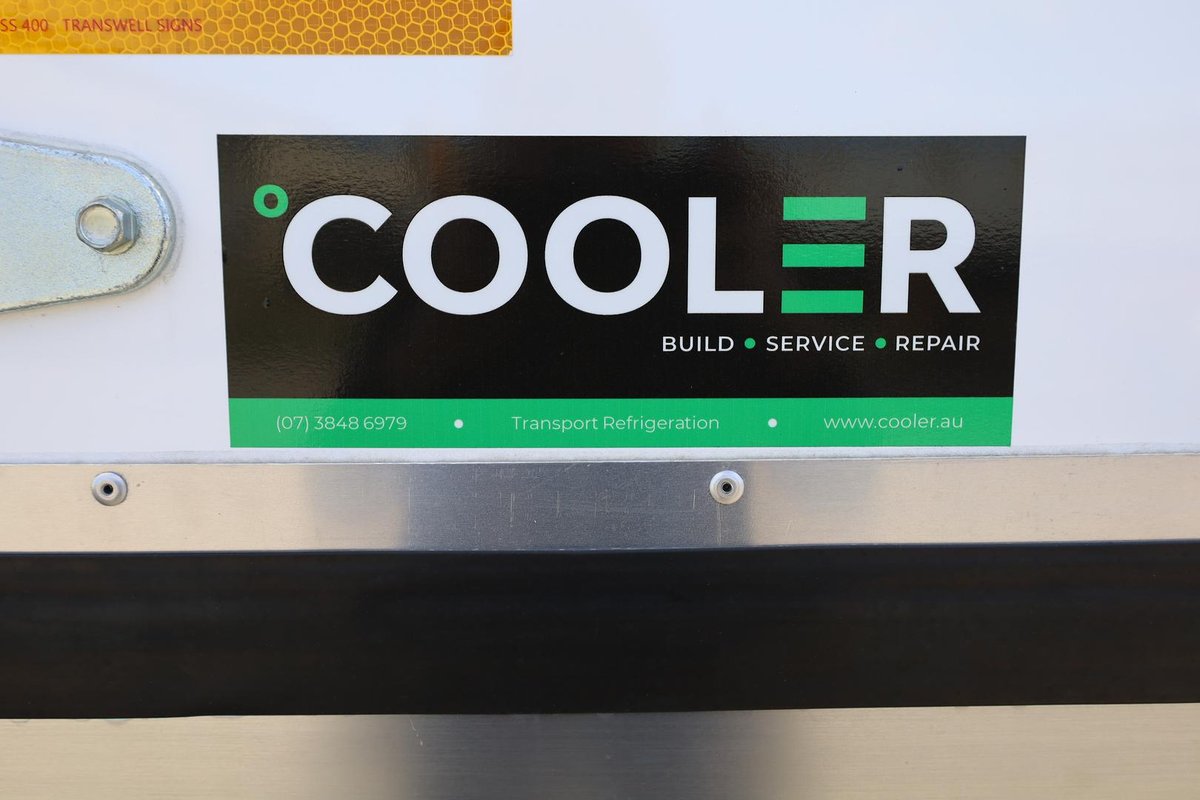 SS 400 TRANSWELL SIGNS
°COOLER
BUILD • SERVICE • REPAIR
(07) 3848 6979 • Transport Refrigeration • www.cooler.au